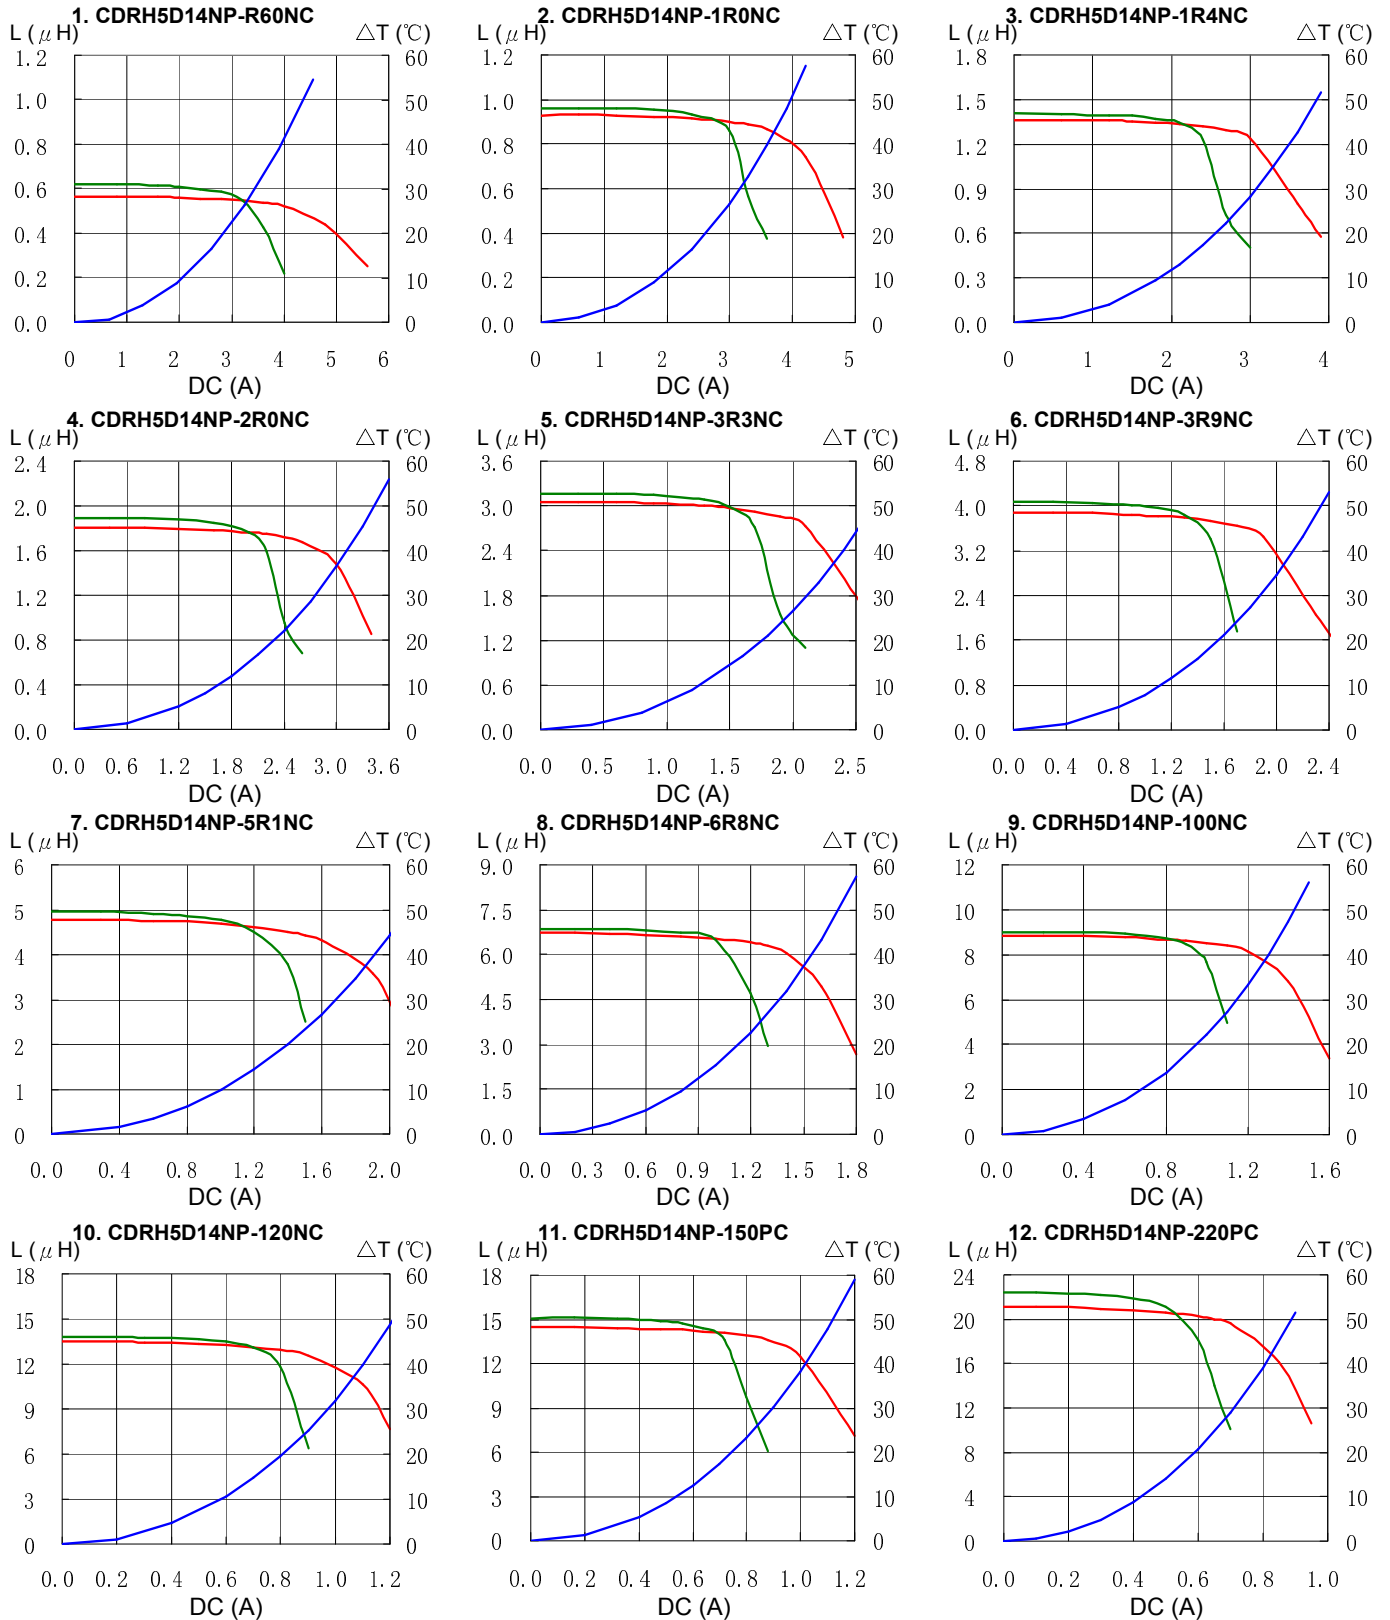 1. CDRH5D14NP-R60NC
L (μH) △T (℃)
1.2 60
1.0 50
0.8 40
0.6 30
0.4 20
0.2 10
0.0 0
0 1 2 3 4 5 6
DC (A)
2. CDRH5D14NP-1R0NC
L (μH) △T (℃)
1.2 60
1.0 50
0.8 40
0.6 30
0.4 20
0.2 10
0.0 0
0 1 2 3 4 5
DC (A)
3. CDRH5D14NP-1R4NC
L (μH) △T (℃)
1.8 60
1.5 50
1.2 40
0.9 30
0.6 20
0.3 10
0.0 0
0 1 2 3 4
DC (A)
4. CDRH5D14NP-2R0NC
L (μH) △T (℃)
2.4 60
2.0 50
1.6 40
1.2 30
0.8 20
0.4 10
0.0 0
0.0 0.6 1.2 1.8 2.4 3.0 3.6
DC (A)
5. CDRH5D14NP-3R3NC
L (μH) △T (℃)
3.6 60
3.0 50
2.4 40
1.8 30
1.2 20
0.6 10
0.0 0
0.0 0.5 1.0 1.5 2.0 2.5
DC (A)
6. CDRH5D14NP-3R9NC
L (μH) △T (℃)
4.8 60
4.0 50
3.2 40
2.4 30
1.6 20
0.8 10
0.0 0
0.0 0.4 0.8 1.2 1.6 2.0 2.4
DC (A)
7. CDRH5D14NP-5R1NC
L (μH) △T (℃)
6 60
5 50
4 40
3 30
2 20
1 10
0 0
0.0 0.4 0.8 1.2 1.6 2.0
DC (A)
8. CDRH5D14NP-6R8NC
L (μH) △T (℃)
9.0 60
7.5 50
6.0 40
4.5 30
3.0 20
1.5 10
0.0 0
0.0 0.3 0.6 0.9 1.2 1.5 1.8
DC (A)
9. CDRH5D14NP-100NC
L (μH) △T (℃)
12 60
10 50
8 40
6 30
4 20
2 10
0 0
0.0 0.4 0.8 1.2 1.6
DC (A)
10. CDRH5D14NP-120NC
L (μH) △T (℃)
18 60
15 50
12 40
9 30
6 20
3 10
0 0
0.0 0.2 0.4 0.6 0.8 1.0 1.2
DC (A)
11. CDRH5D14NP-150PC
L (μH) △T (℃)
18 60
15 50
12 40
9 30
6 20
3 10
0 0
0.0 0.2 0.4 0.6 0.8 1.0 1.2
DC (A)
12. CDRH5D14NP-220PC
L (μH) △T (℃)
24 60
20 50
16 40
12 30
8 20
4 10
0 0
0.0 0.2 0.4 0.6 0.8 1.0
DC (A)